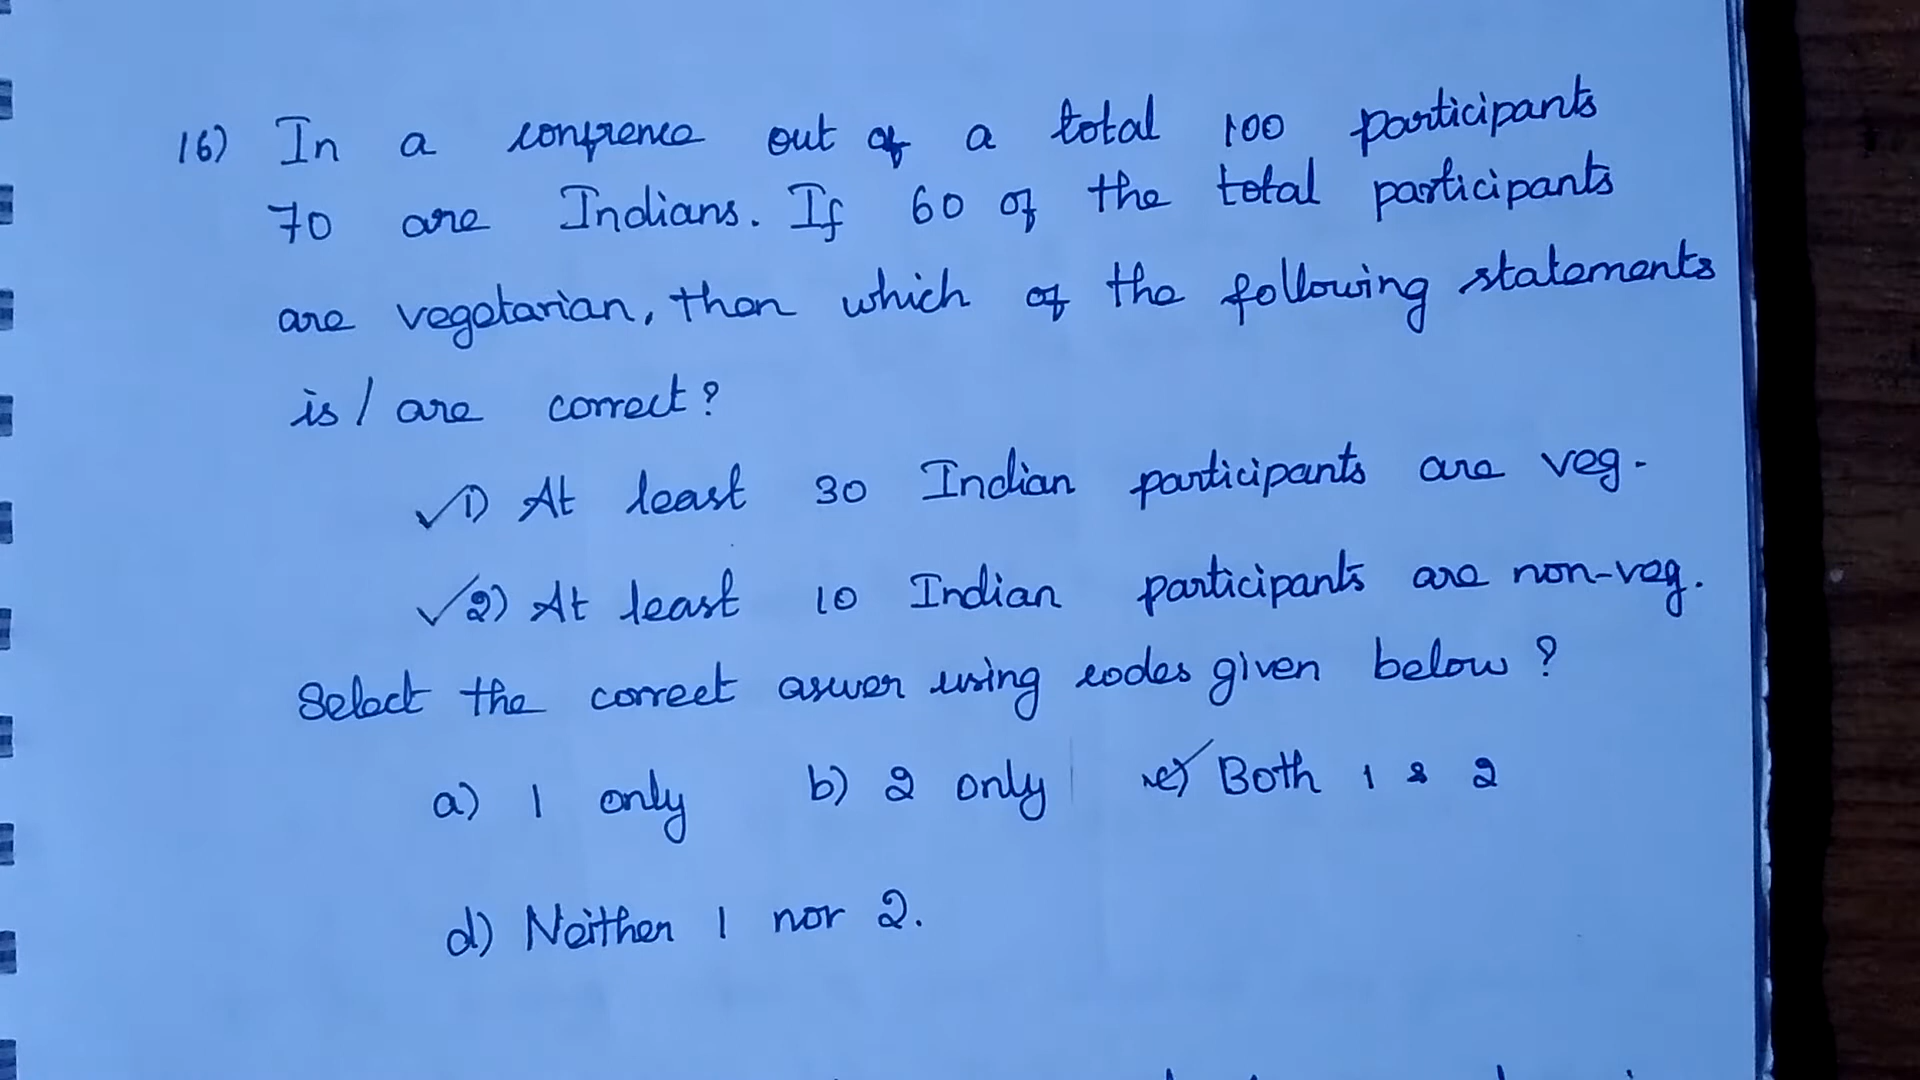 16) In a confrence out of a total 100 participants
70 are Indians. If 60 of the total participants
are vegetarian, then which of the following statements
is / are correct?
✓1) At least 30 Indian participants are veg.
✓2) At least 10 Indian participants are non-veg.
Select the correct aswer using codes given below?
a) 1 only b) 2 only ✓c) Both 1 & 2
d) Neither 1 nor 2.